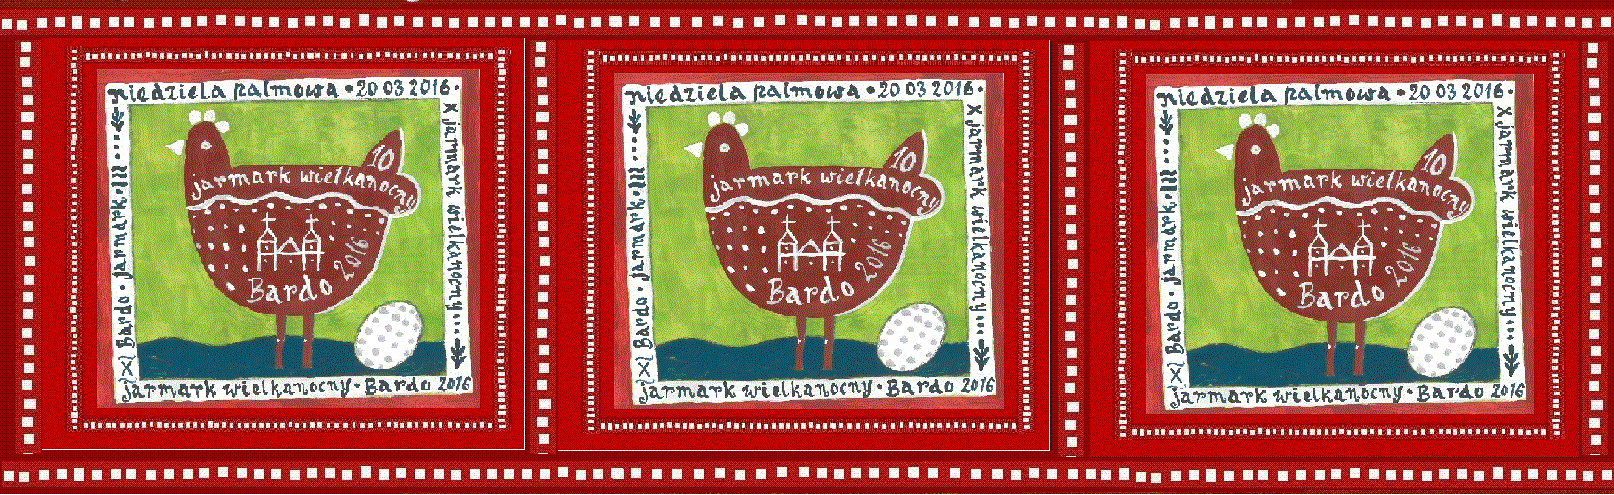 niedziela palmowa • 20 03 2016 •
X jarmark wielkanocny • • •
jarmark wielkanocny • Bardo 2016
Bardo • jarmark •
10
jarmark wielkanocny
2016
Bardo
niedziela palmowa • 20 03 2016 •
X jarmark wielkanocny • • •
jarmark wielkanocny • Bardo 2016
Bardo • jarmark •
10
jarmark wielkanocny
2016
Bardo
niedziela palmowa • 20 03 2016 •
X jarmark wielkanocny • • •
jarmark wielkanocny • Bardo 2016
Bardo • jarmark •
10
jarmark wielkanocny
2016
Bardo